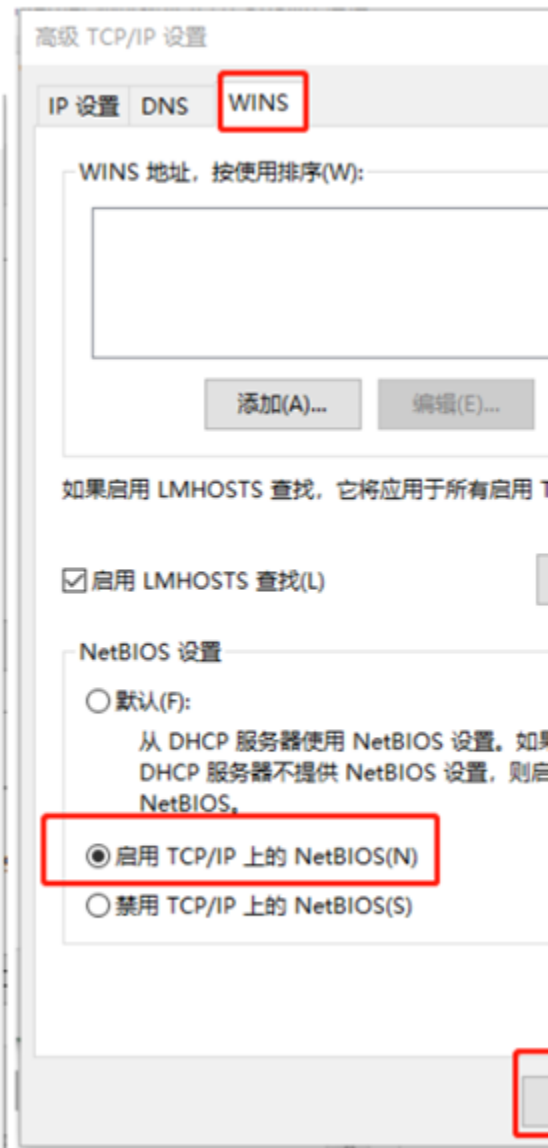 高级 TCP/IP 设置
IP 设置 DNS WINS
WINS 地址，按使用排序(W):
添加(A)... 编辑(E)...
如果启用 LMHOSTS 查找，它将应用于所有启用 T
启用 LMHOSTS 查找(L)
NetBIOS 设置
默认(F):
从 DHCP 服务器使用 NetBIOS 设置。如果
DHCP 服务器不提供 NetBIOS 设置，则启
NetBIOS。
启用 TCP/IP 上的 NetBIOS(N)
禁用 TCP/IP 上的 NetBIOS(S)